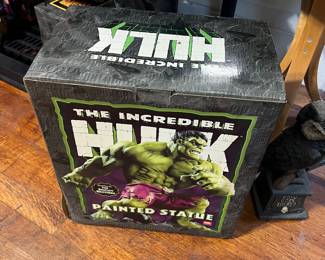 THE INCREDIBLE
HULK
THE INCREDIBLE
HULK
PAINTED STATUE